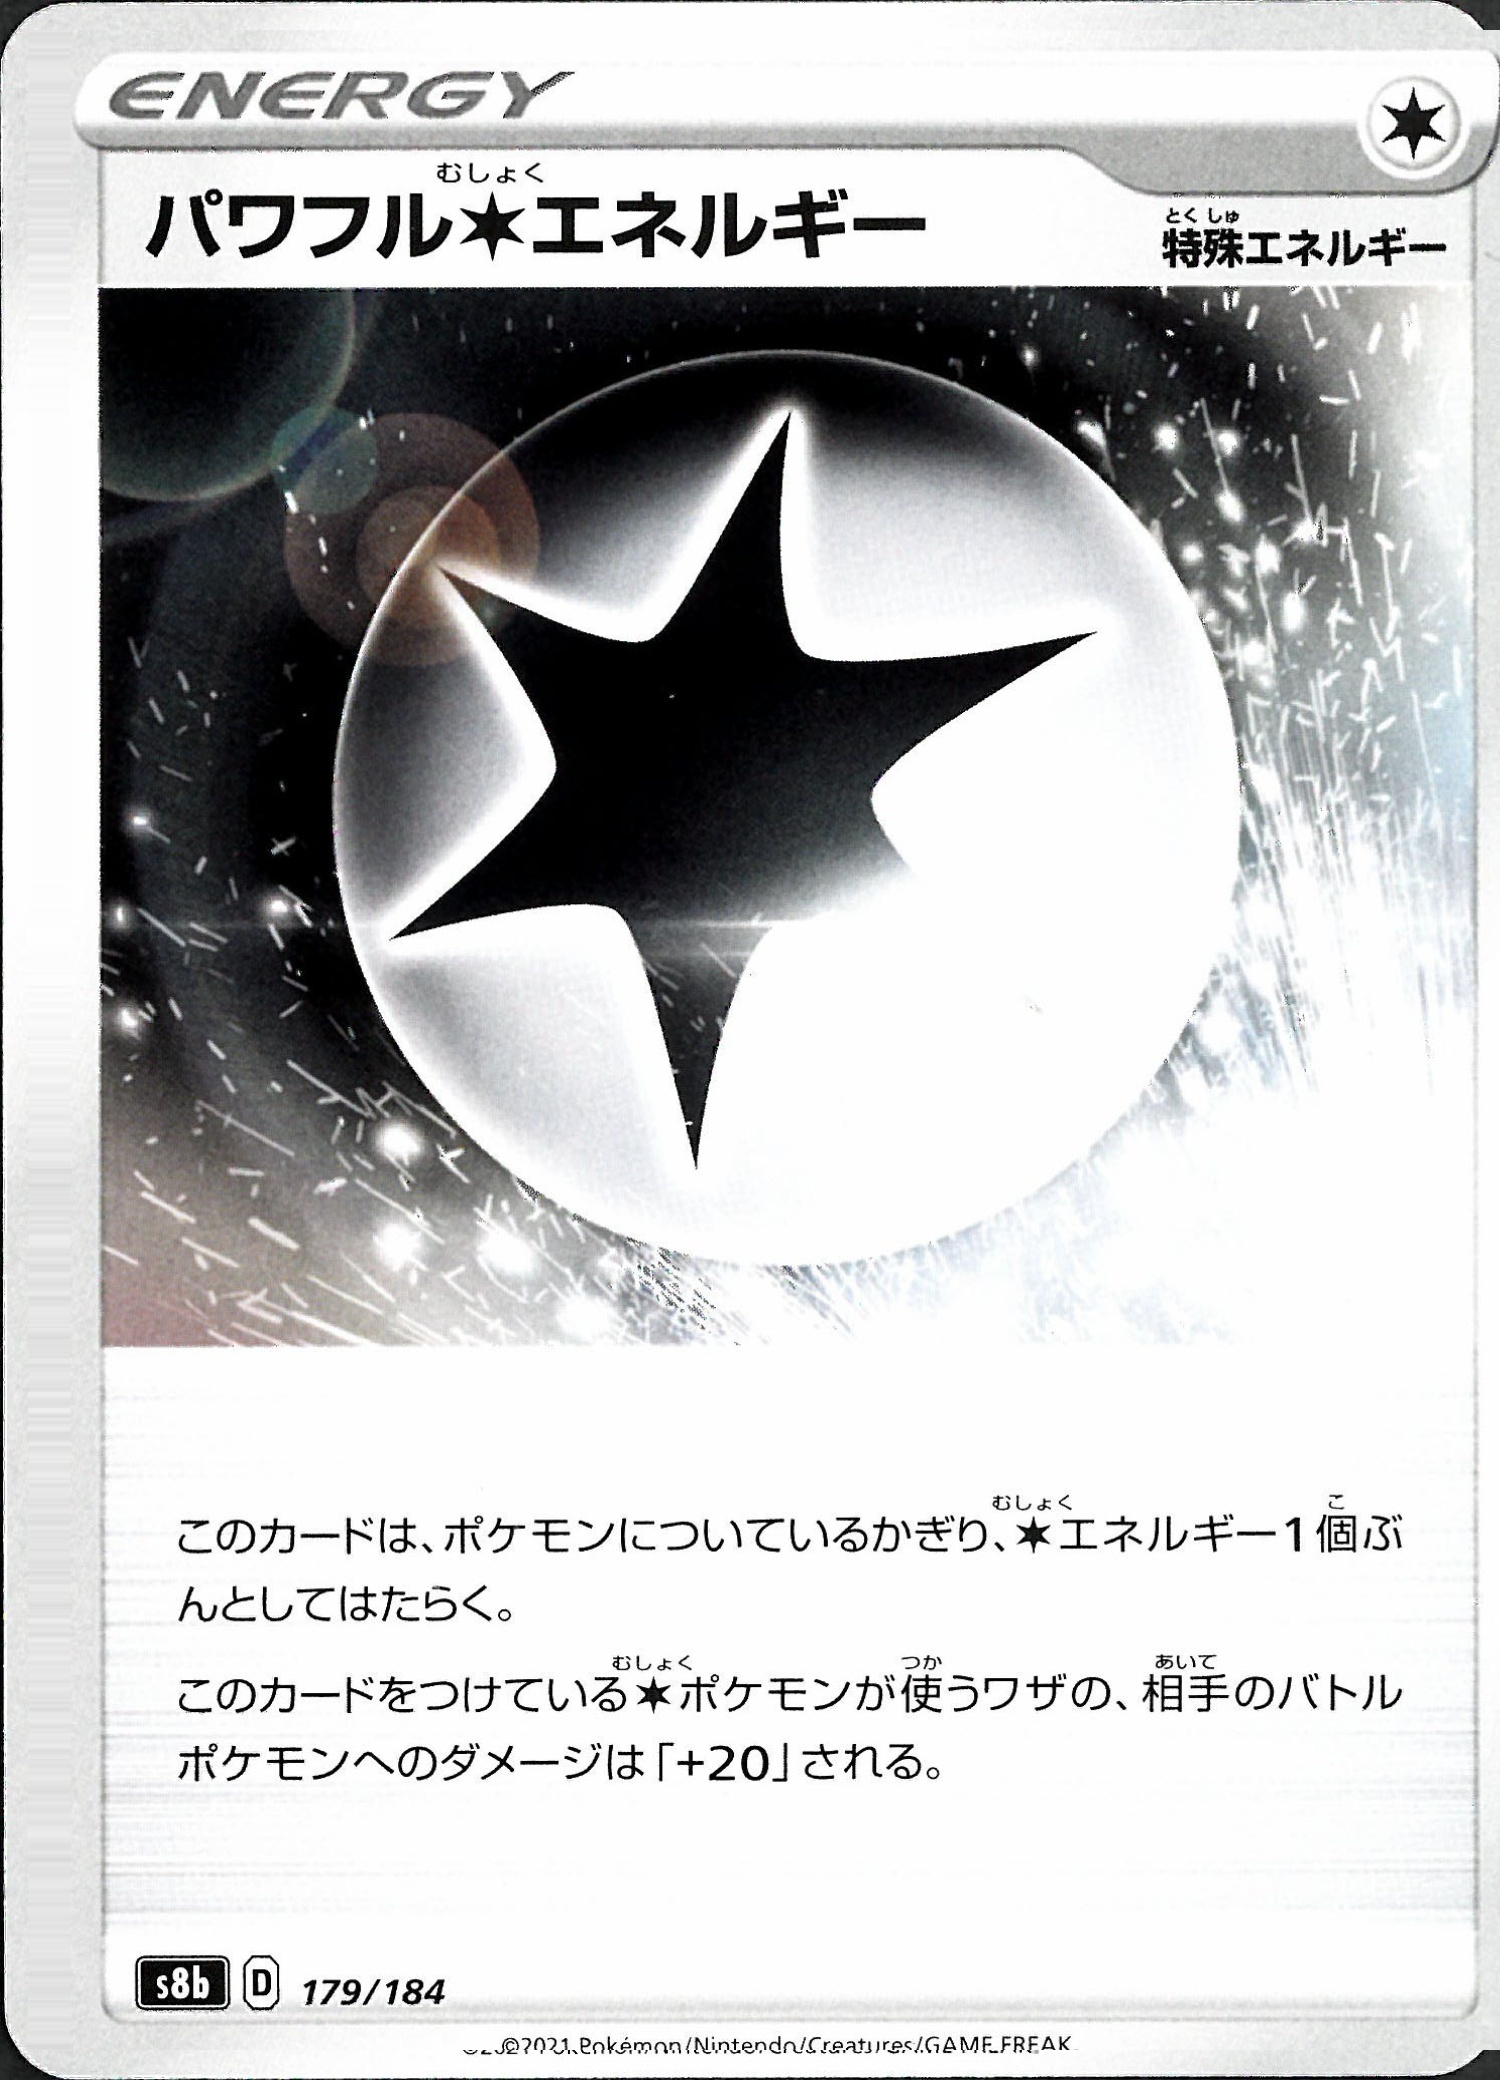 ENERGY
むしょく
パワフル✶エネルギー
とくしゅ
特殊エネルギー
むしょく こ
このカードは、ポケモンについているかぎり、✶エネルギー1個ぶ
んとしてはたらく。
むしょく つか あいて
このカードをつけている✶ポケモンが使うワザの、相手のバトル
ポケモンへのダメージは「+20」される。
s8b D 179/184
©2021 Pokémon/Nintendo/Creatures/GAME FREAK